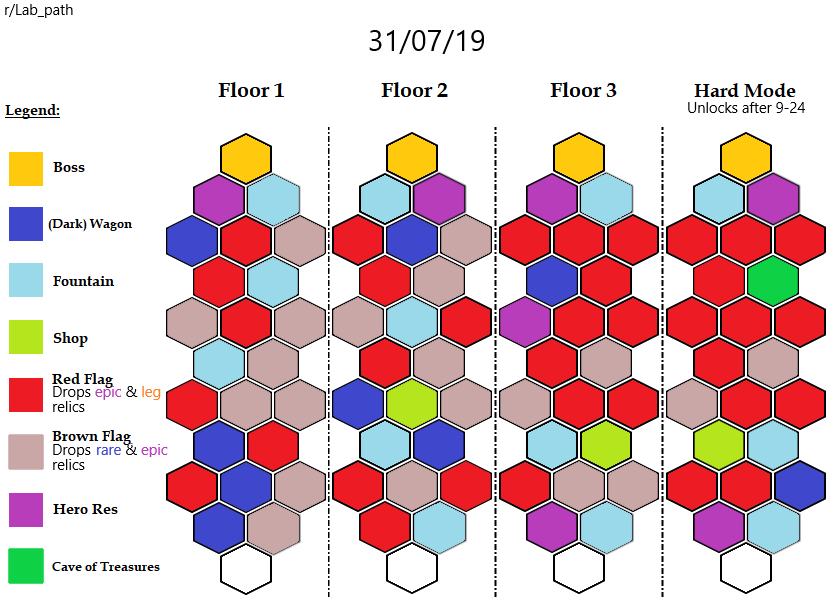 r/Lab_path
31/07/19
Floor 1
Floor 2
Floor 3
Hard Mode
Unlocks after 9-24
Legend:
Boss
(Dark) Wagon
Fountain
Shop
Red Flag
Drops epic & leg
relics
Brown Flag
Drops rare & epic
relics
Hero Res
Cave of Treasures